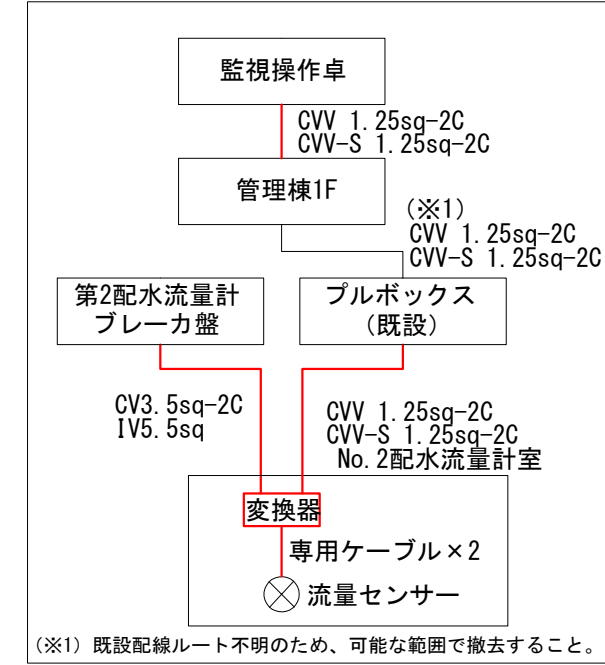 監視操作卓
CVV 1.25sq-2C
CVV-S 1.25sq-2C
管理棟1F
(※1)
CVV 1.25sq-2C
CVV-S 1.25sq-2C
第2配水流量計
ブレーカ盤
プルボックス
(既設)
CV3.5sq-2C
IV5.5sq
CVV 1.25sq-2C
CVV-S 1.25sq-2C
No.2配水流量計室
変換器
専用ケーブル×2
流量センサー
(※1) 既設配線ルート不明のため、可能な範囲で撤去すること。